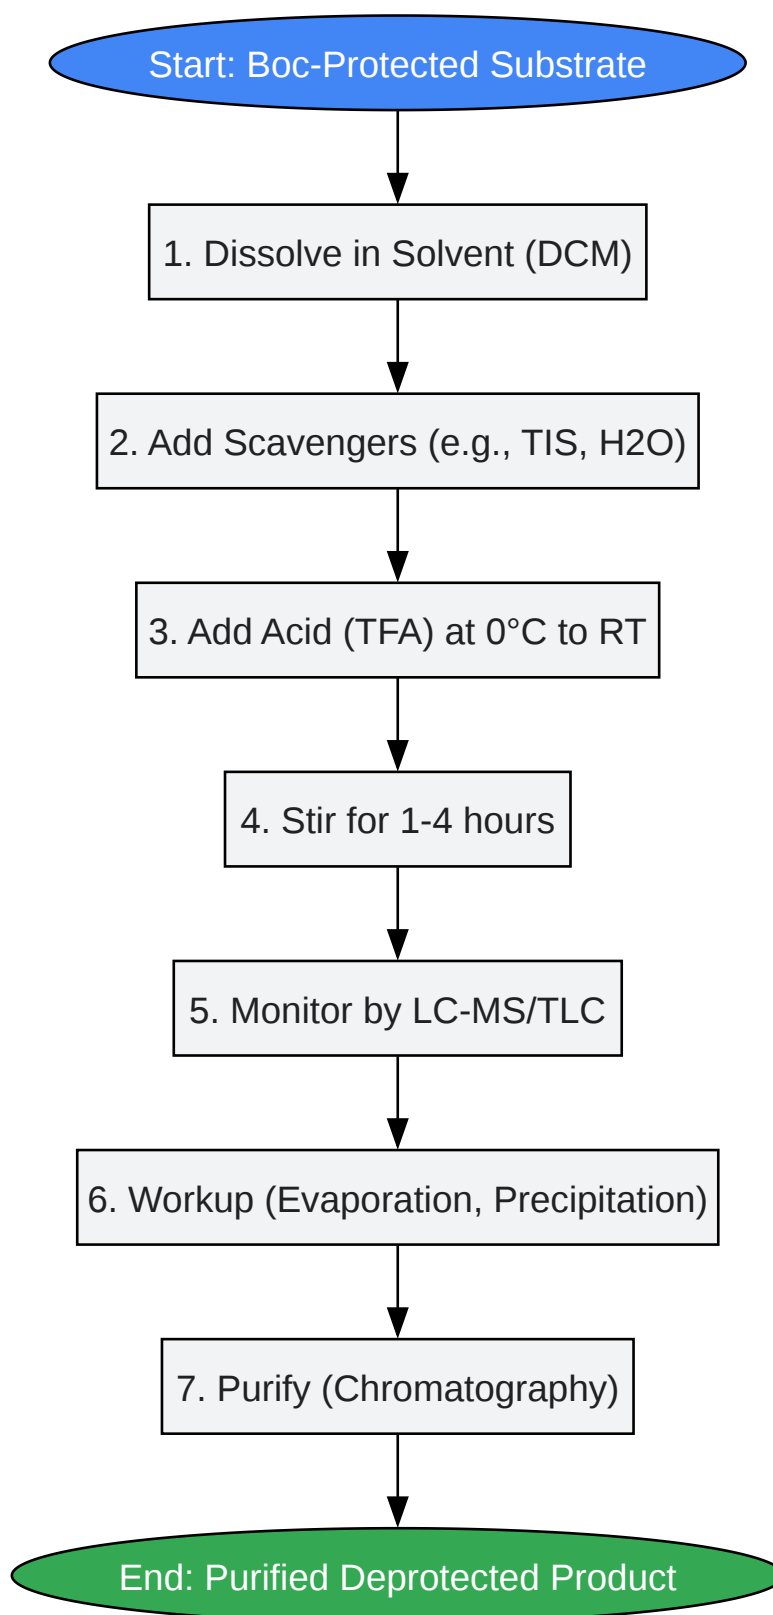 Start: Boc-Protected Substrate
1. Dissolve in Solvent (DCM)
2. Add Scavengers (e.g., TIS, H2O)
3. Add Acid (TFA) at 0°C to RT
4. Stir for 1-4 hours
5. Monitor by LC-MS/TLC
6. Workup (Evaporation, Precipitation)
7. Purify (Chromatography)
End: Purified Deprotected Product